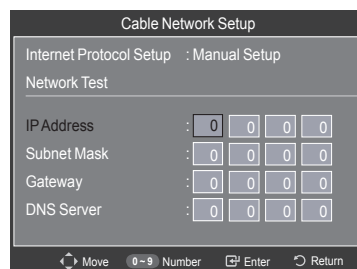 Cable Network Setup
Internet Protocol Setup : Manual Setup
Network Test
IP Address : 0 0 0 0
Subnet Mask : 0 0 0 0
Gateway : 0 0 0 0
DNS Server : 0 0 0 0
Move 0~9 Number Enter Return